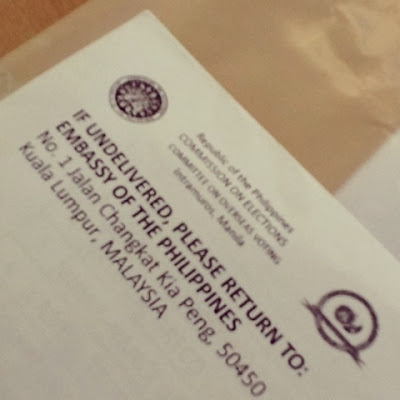 Republic of the Philippines
COMMISSION ON ELECTIONS
COMMITTEE ON OVERSEAS VOTING
Intramuros, Manila
IF UNDELIVERED, PLEASE RETURN TO:
EMBASSY OF THE PHILIPPINES
No. 1 Jalan Changkat Kia Peng, 50450
Kuala Lumpur, MALAYSIA